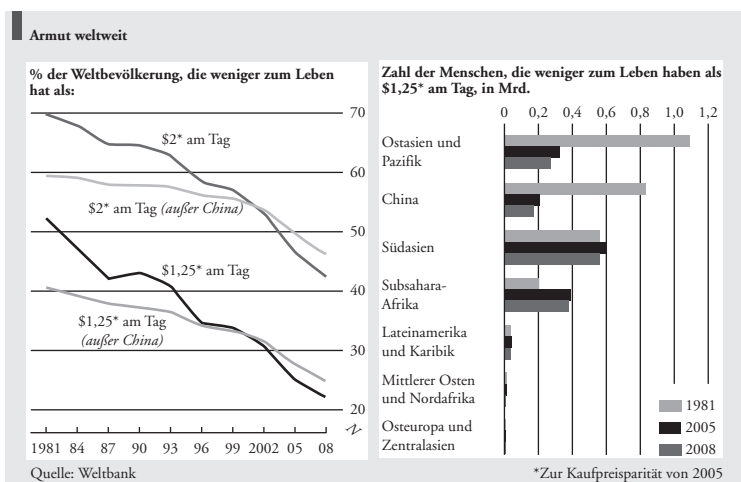 Armut weltweit
% der Weltbevölkerung, die weniger zum Leben
hat als:
70
60
50
40
30
20
$2* am Tag
$2* am Tag (außer China)
$1,25* am Tag
$1,25* am Tag
(außer China)
1981 84 87 90 93 96 99 2002 05 08
Quelle: Weltbank
Zahl der Menschen, die weniger zum Leben haben als
$1,25* am Tag, in Mrd.
0 0,2 0,4 0,6 0,8 1,0 1,2
Ostasien und
Pazifik
China
Südasien
Subsahara-
Afrika
Lateinamerika
und Karibik
Mittlerer Osten
und Nordafrika
Osteuropa und
Zentralasien
1981
2005
2008
*Zur Kaufpreisparität von 2005